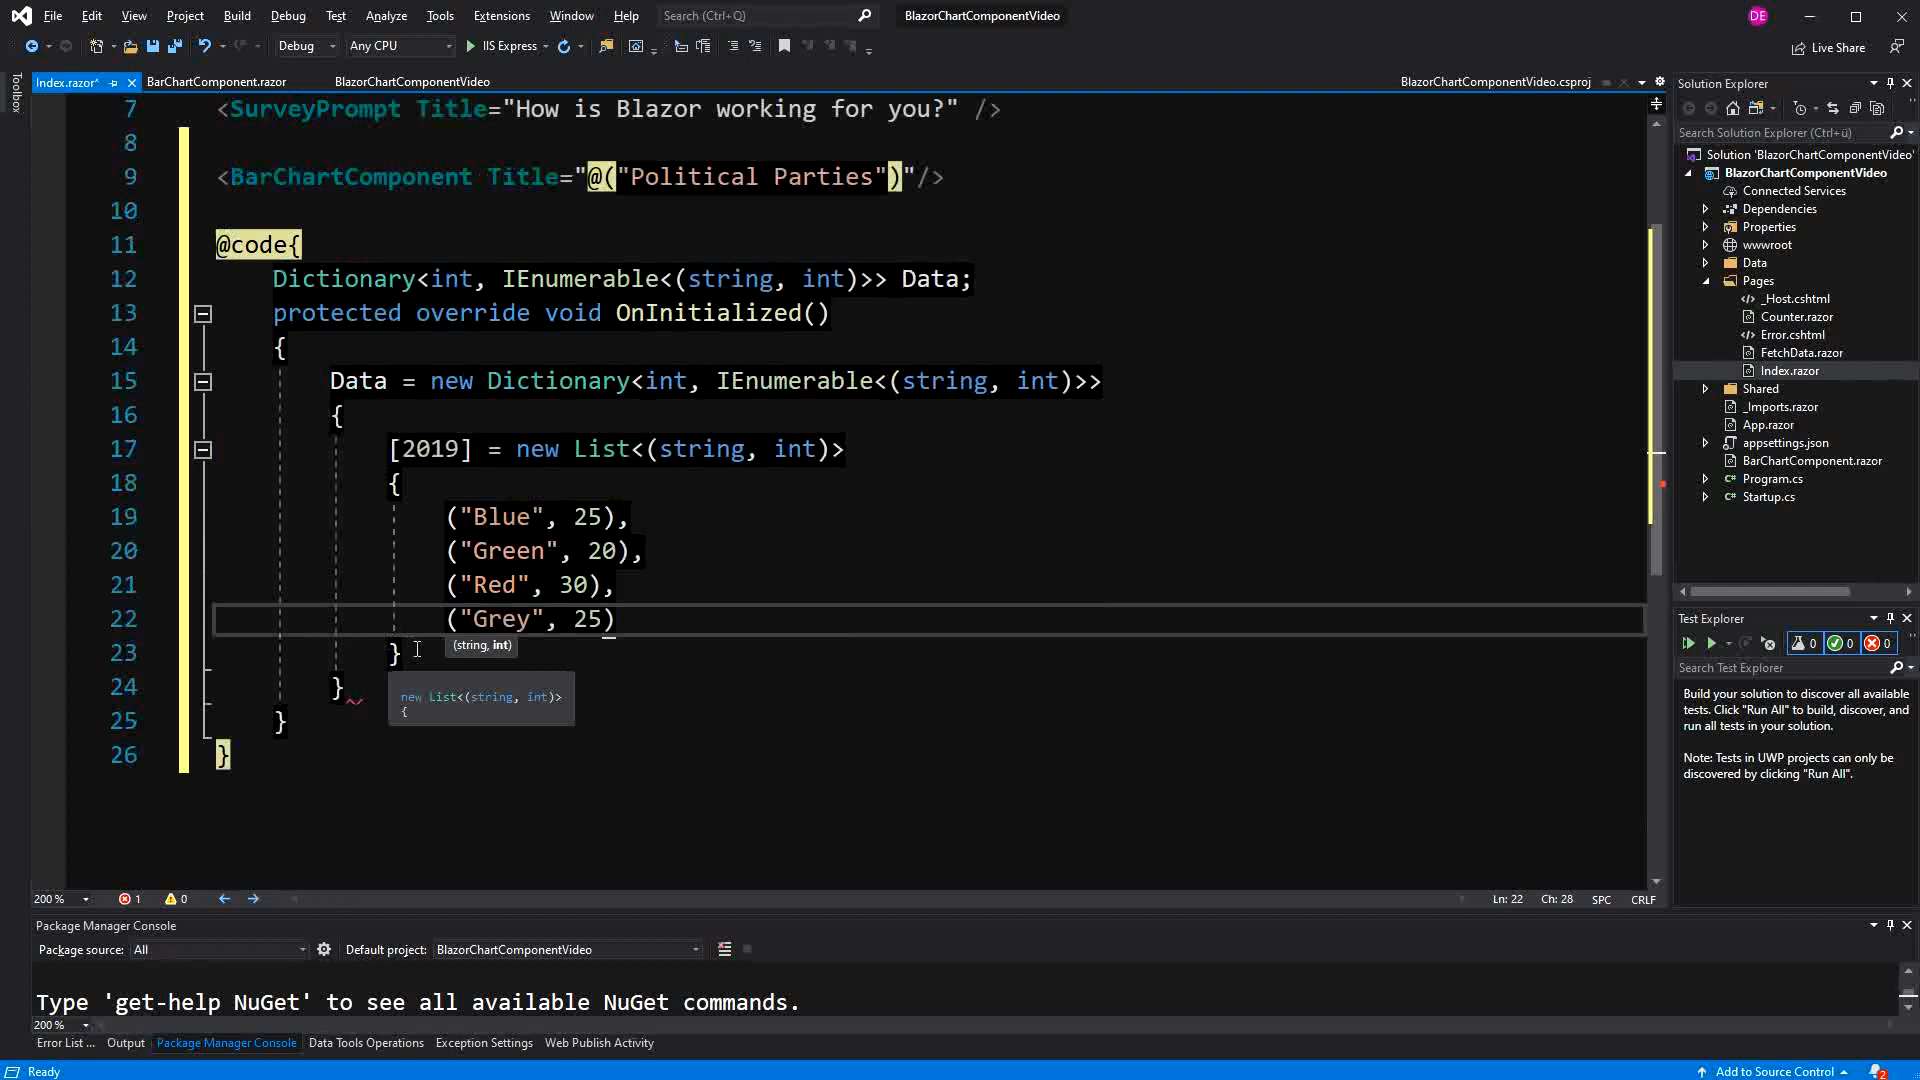 File Edit View Project Build Debug Test Analyze Tools Extensions Window Help Search (Ctrl+Q) BlazorChartComponentVideo DE
Debug Any CPU IIS Express Live Share
Toolbox
Index.razor* BarChartComponent.razor BlazorChartComponentVideo BlazorChartComponentVideo.csproj
7 <SurveyPrompt Title="How is Blazor working for you?" />
8
9 <BarChartComponent Title="@("Political Parties")"/>
10
11 @code{
12 Dictionary<int, IEnumerable<(string, int)>> Data;
13 protected override void OnInitialized()
14 {
15 Data = new Dictionary<int, IEnumerable<(string, int)>>
16 {
17 [2019] = new List<(string, int)>
18 {
19 ("Blue", 25),
20 ("Green", 20),
21 ("Red", 30),
22 ("Grey", 25)
23 }
(string, int)
24 }
new List<(string, int)>
{
25 }
26 }
200 % 1 0 Ln: 22 Ch: 28 SPC CRLF
Solution Explorer
Search Solution Explorer (Ctrl+ü)
Solution 'BlazorChartComponentVideo'
BlazorChartComponentVideo
Connected Services
Dependencies
Properties
wwwroot
Data
Pages
_Host.cshtml
Counter.razor
Error.cshtml
FetchData.razor
Index.razor
Shared
_Imports.razor
App.razor
appsettings.json
BarChartComponent.razor
C# Program.cs
C# Startup.cs
Test Explorer
0 0 0
Search Test Explorer
Build your solution to discover all available
tests. Click "Run All" to build, discover, and
run all tests in your solution.
Note: Tests in UWP projects can only be
discovered by clicking "Run All".
Package Manager Console
Package source: All Default project: BlazorChartComponentVideo
Type 'get-help NuGet' to see all available NuGet commands.
200 %
Error List ... Output Package Manager Console Data Tools Operations Exception Settings Web Publish Activity
Ready Add to Source Control 2